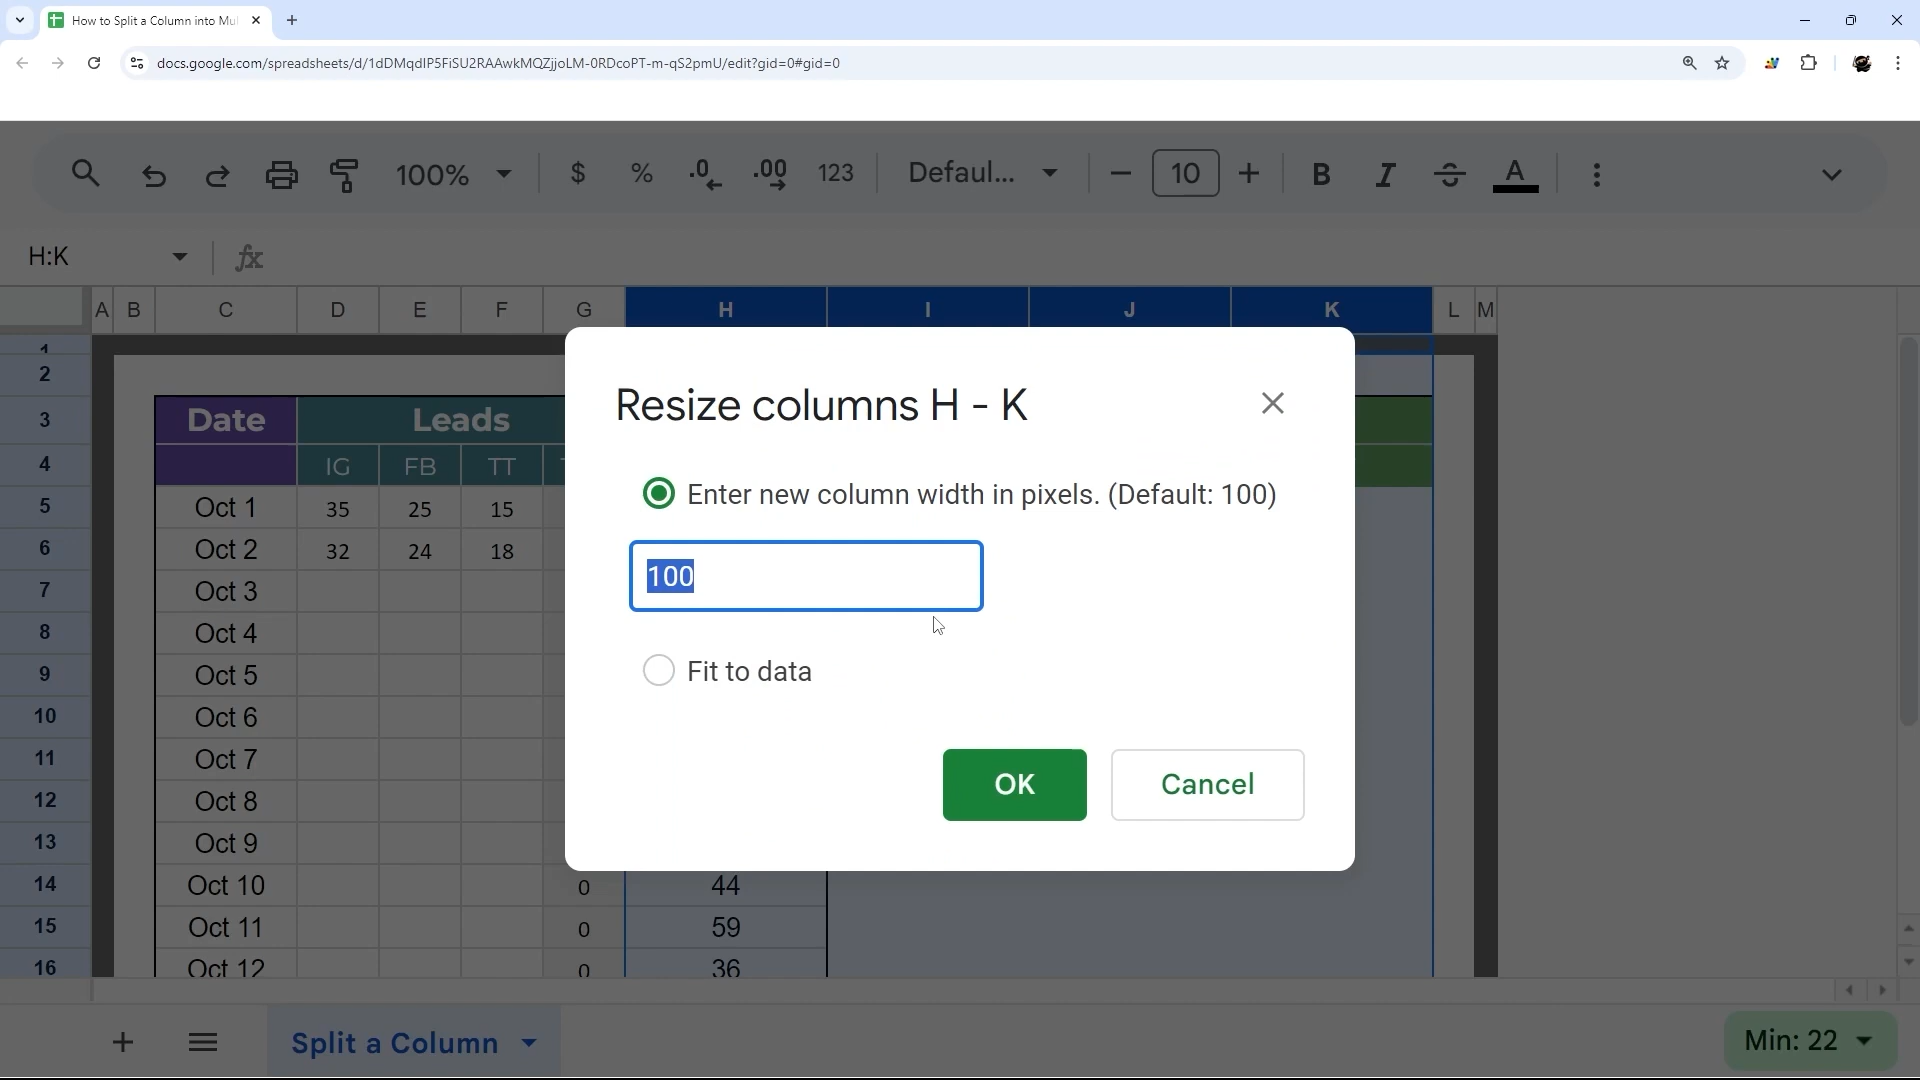 How to Split a Column into Mul
docs.google.com/spreadsheets/d/1dDMqdIP5FiSU2RAAwkMQZjjoLM-0RDcoPT-m-qS2pmU/edit?gid=0#gid=0
100% $ % .0 .00 123 Defaul... 10 B I S A
H:K fx
A B C D E F G H I J K L M
1
2
3 Date Leads
4 IG FB TT
5 Oct 1 35 25 15
6 Oct 2 32 24 18
7 Oct 3
8 Oct 4
9 Oct 5
10 Oct 6
11 Oct 7
12 Oct 8
13 Oct 9
14 Oct 10 0 44
15 Oct 11 0 59
16 Oct 12 0 36
Resize columns H - K
Enter new column width in pixels. (Default: 100)
100
Fit to data
OK Cancel
Split a Column Min: 22